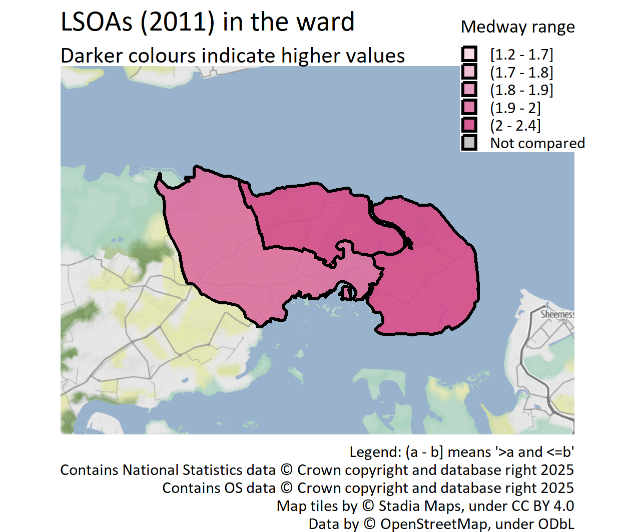 LSOAs (2011) in the ward
Darker colours indicate higher values
Medway range
[1.2 - 1.7]
(1.7 - 1.8]
(1.8 - 1.9]
(1.9 - 2]
(2 - 2.4]
Not compared
Sheerness
Legend: (a - b] means '>a and <=b'
Contains National Statistics data © Crown copyright and database right 2025
Contains OS data © Crown copyright and database right 2025
Map tiles by © Stadia Maps, under CC BY 4.0
Data by © OpenStreetMap, under ODbL